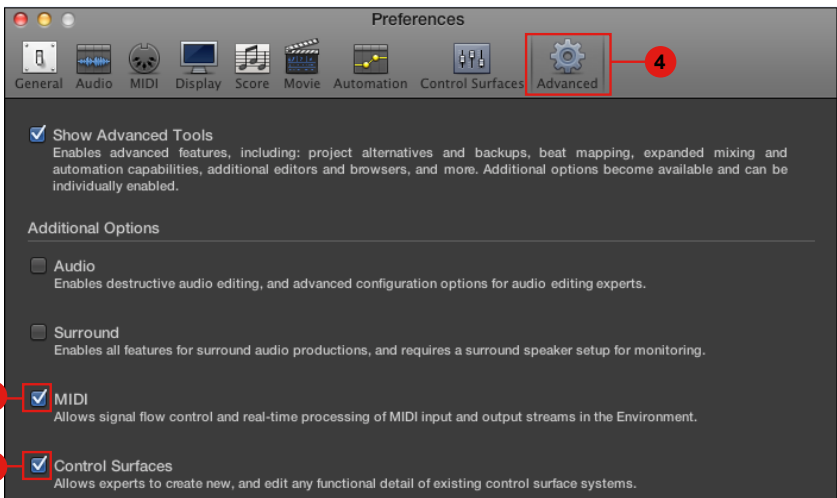 Preferences
General Audio MIDI Display Score Movie Automation Control Surfaces Advanced
4
Show Advanced Tools
Enables advanced features, including: project alternatives and backups, beat mapping, expanded mixing and
automation capabilities, additional editors and browsers, and more. Additional options become available and can be
individually enabled.
Additional Options
Audio
Enables destructive audio editing, and advanced configuration options for audio editing experts.
Surround
Enables all features for surround audio productions, and requires a surround speaker setup for monitoring.
MIDI
Allows signal flow control and real-time processing of MIDI input and output streams in the Environment.
Control Surfaces
Allows experts to create new, and edit any functional detail of existing control surface systems.